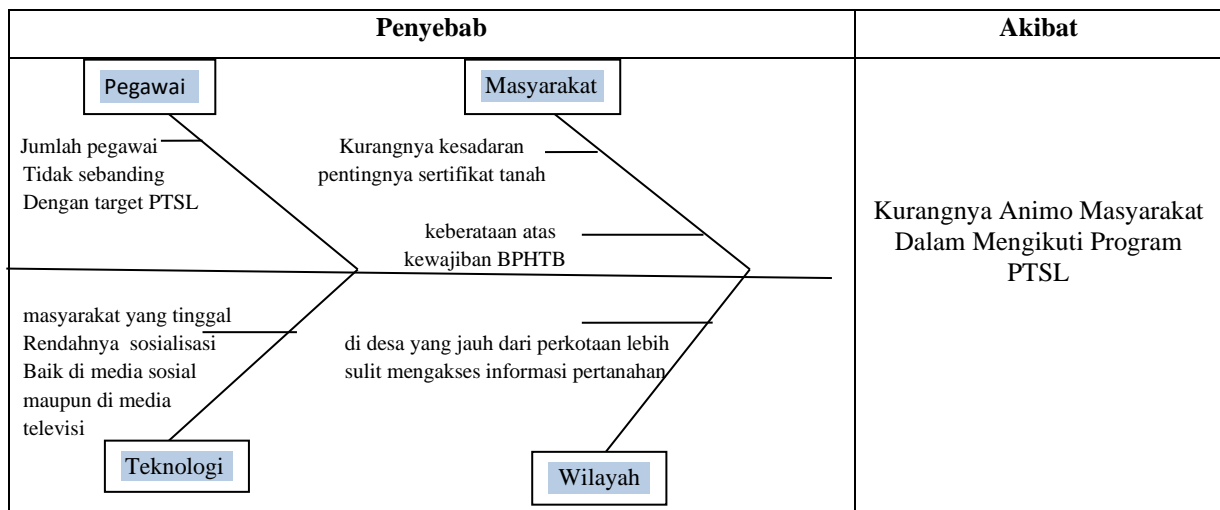 Penyebab
Akibat
Pegawai
Masyarakat
Jumlah pegawai
Tidak sebanding
Dengan target PTSL
Kurangnya kesadaran
pentingnya sertifikat tanah
keberataan atas
kewajiban BPHTB
Kurangnya Animo Masyarakat
Dalam Mengikuti Program
PTSL
masyarakat yang tinggal
Rendahnya sosialisasi
Baik di media sosial
maupun di media
televisi
di desa yang jauh dari perkotaan lebih
sulit mengakses informasi pertanahan
Teknologi
Wilayah